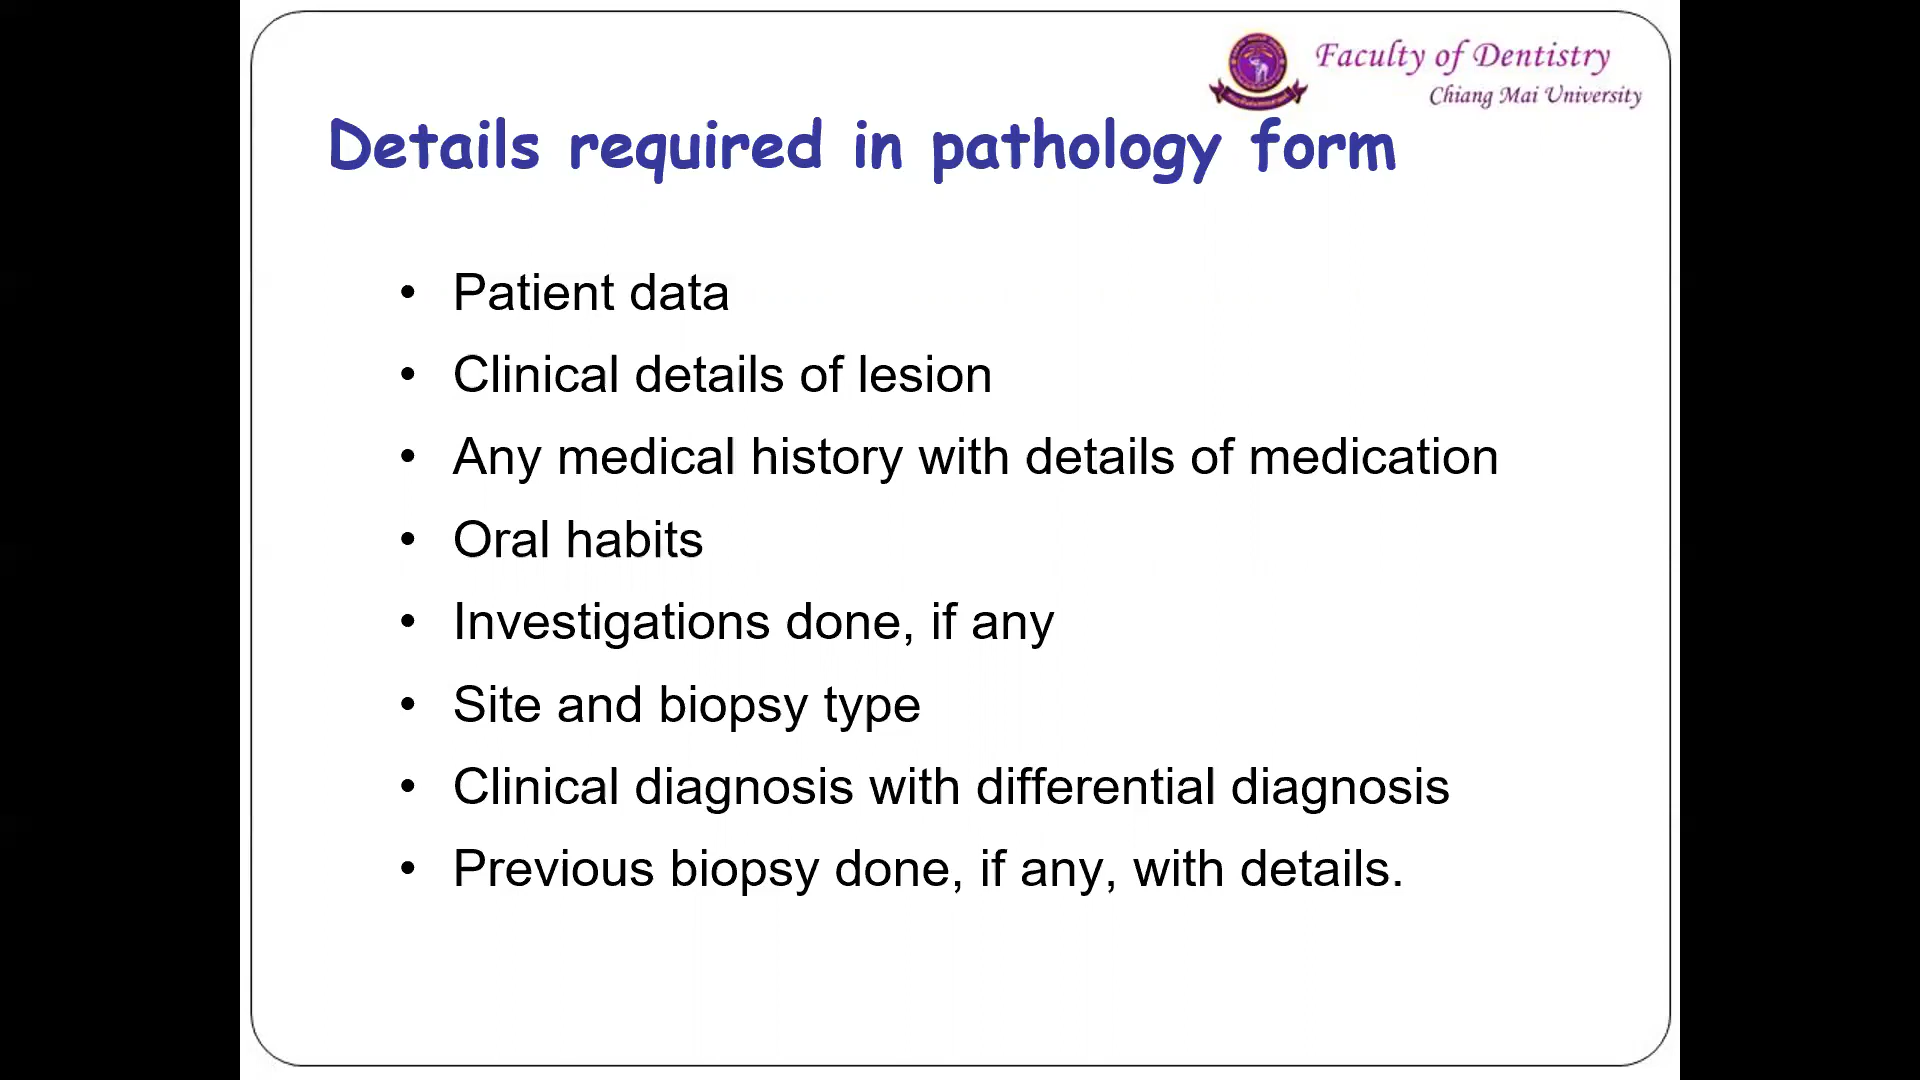 Faculty of Dentistry
Chiang Mai University
Details required in pathology form
• Patient data
• Clinical details of lesion
• Any medical history with details of medication
• Oral habits
• Investigations done, if any
• Site and biopsy type
• Clinical diagnosis with differential diagnosis
• Previous biopsy done, if any, with details.